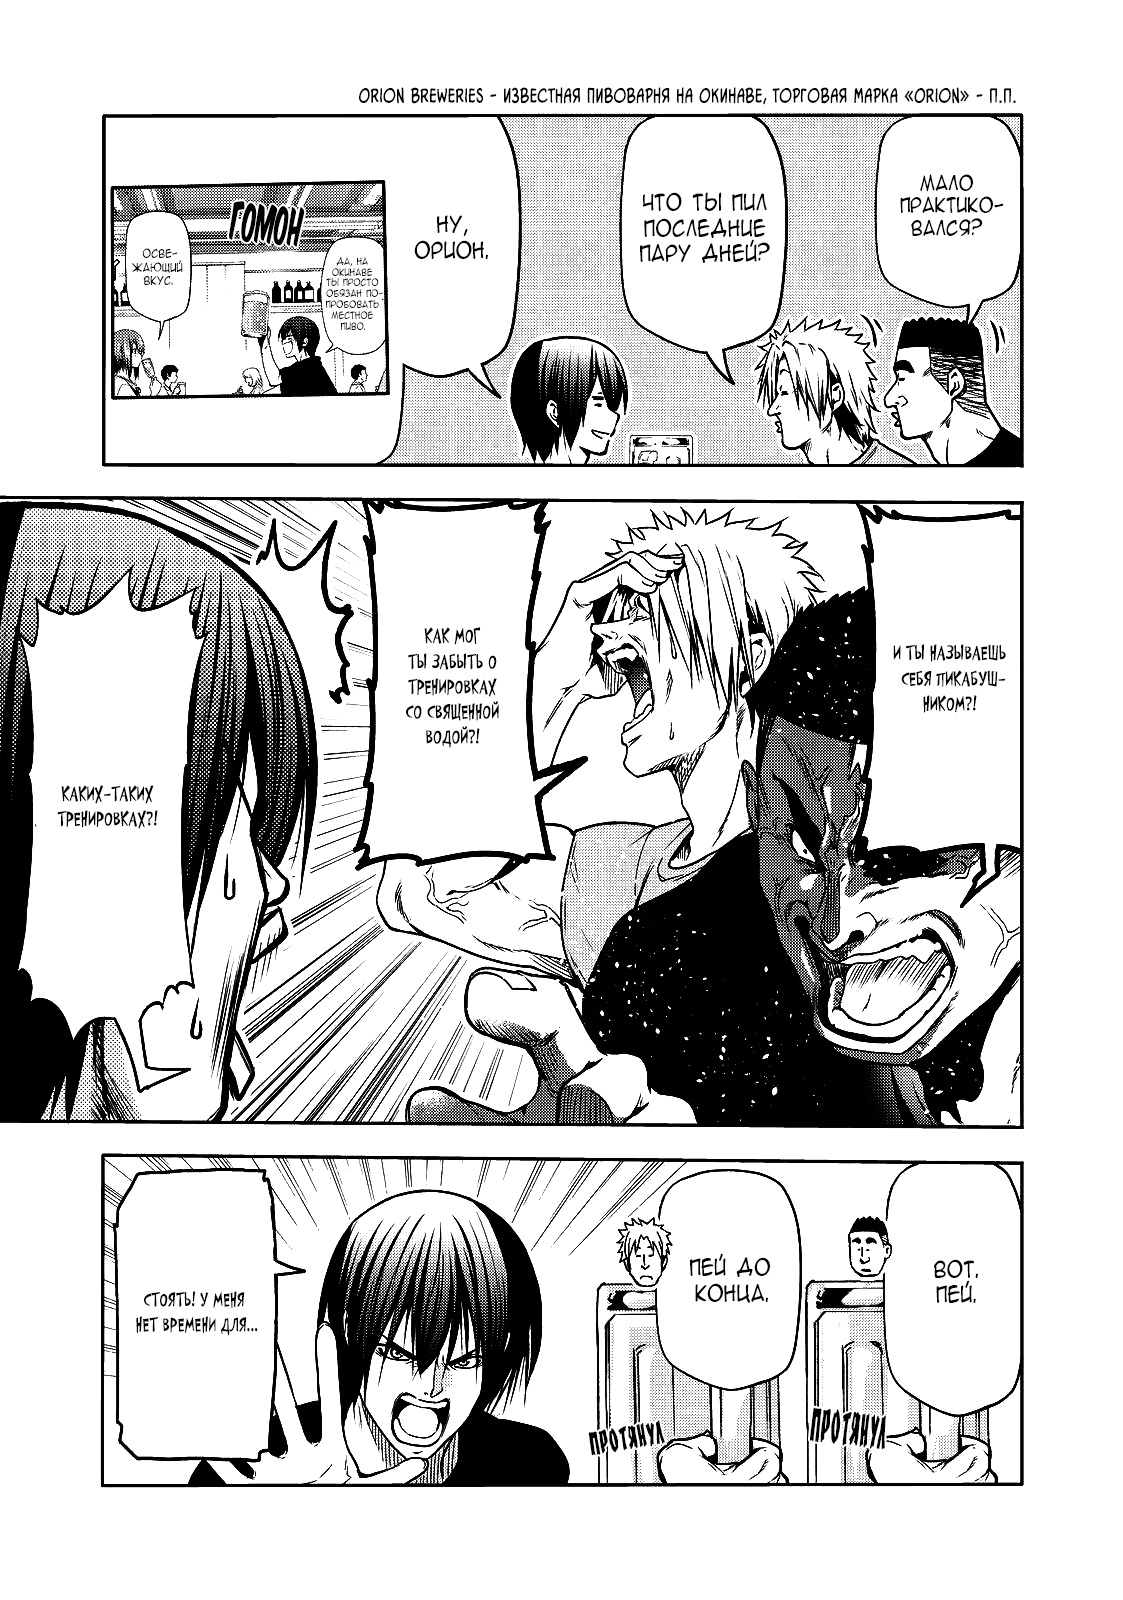 ORION BREWERIES - ИЗВЕСТНАЯ ПИВОВАРНЯ НА ОКИНАВЕ, ТОРГОВАЯ МАРКА «ORION» - П.П.
МАЛО
ПРАКТИКО-
ВАЛСЯ?
ЧТО ТЫ ПИЛ
ПОСЛЕДНИЕ
ПАРУ ДНЕЙ?
НУ,
ОРИОН.
ГОМОН
ДА, НА
ОКИНАВЕ
ТЫ ПРОСТО
ОБЯЗАН ПО-
ПРОБОВАТЬ
МЕСТНОЕ
ПИВО.
ОСВЕ-
ЖАЮЩИЙ
ВКУС.
И ТЫ НАЗЫВАЕШЬ
СЕБЯ ПИКАБУШ-
НИКОМ?!
КАК МОГ
ТЫ ЗАБЫТЬ О
ТРЕНИРОВКАХ
СО СВЯЩЕННОЙ
ВОДОЙ?!
КАКИХ-ТАКИХ
ТРЕНИРОВКАХ?!
ВОТ,
ПЕЙ.
ПРОТЯНУЛ
ПЕЙ ДО
КОНЦА.
ПРОТЯНУЛ
СТОЯТЬ! У МЕНЯ
НЕТ ВРЕМЕНИ ДЛЯ...